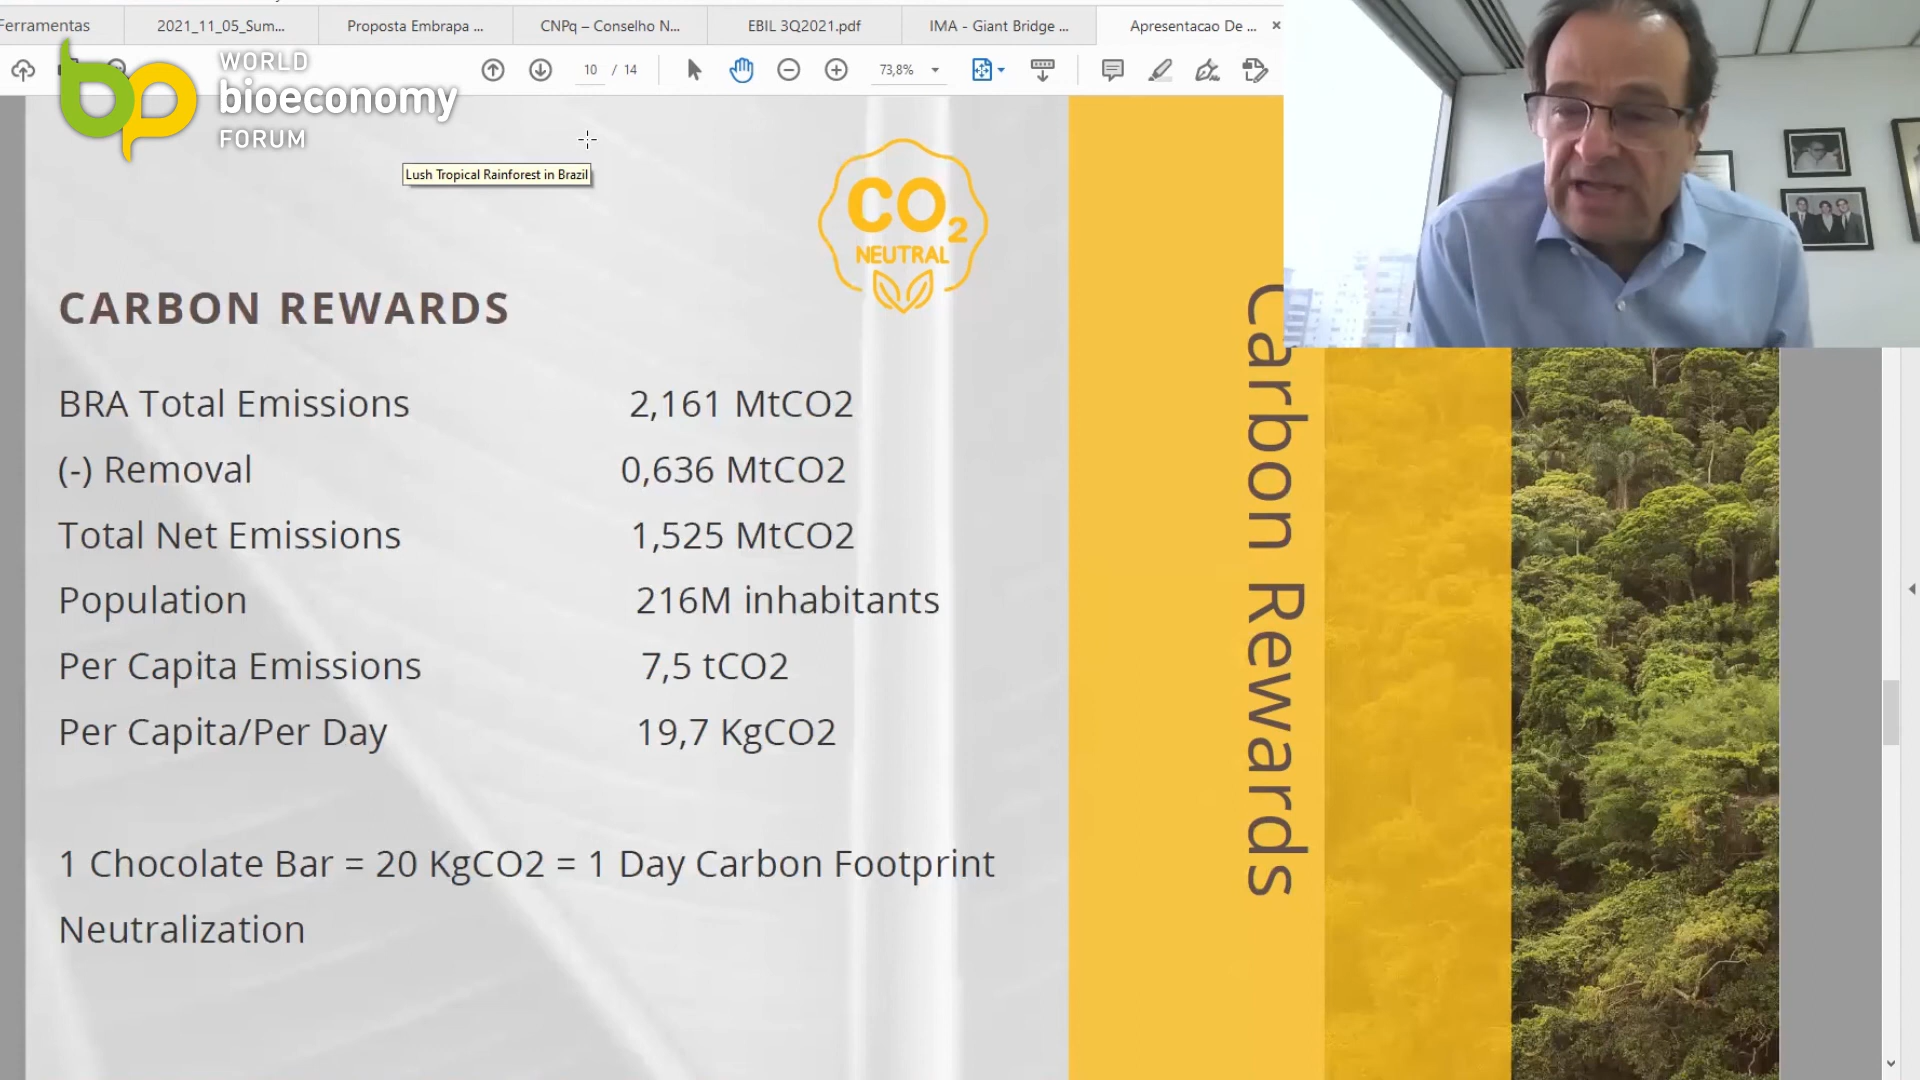 Ferramentas
2021_11_05_Sum...
Proposta Embrapa ...
CNPq – Conselho N...
EBIL 3Q2021.pdf
IMA - Giant Bridge ...
Apresentacao De ...
10 / 14
73,8%
WORLD
bioeconomy
FORUM
Lush Tropical Rainforest in Brazil
CO2
NEUTRAL
CARBON REWARDS
BRA Total Emissions 2,161 MtCO2
(-) Removal 0,636 MtCO2
Total Net Emissions 1,525 MtCO2
Population 216M inhabitants
Per Capita Emissions 7,5 tCO2
Per Capita/Per Day 19,7 KgCO2
1 Chocolate Bar = 20 KgCO2 = 1 Day Carbon Footprint
Neutralization
Carbon Rewards